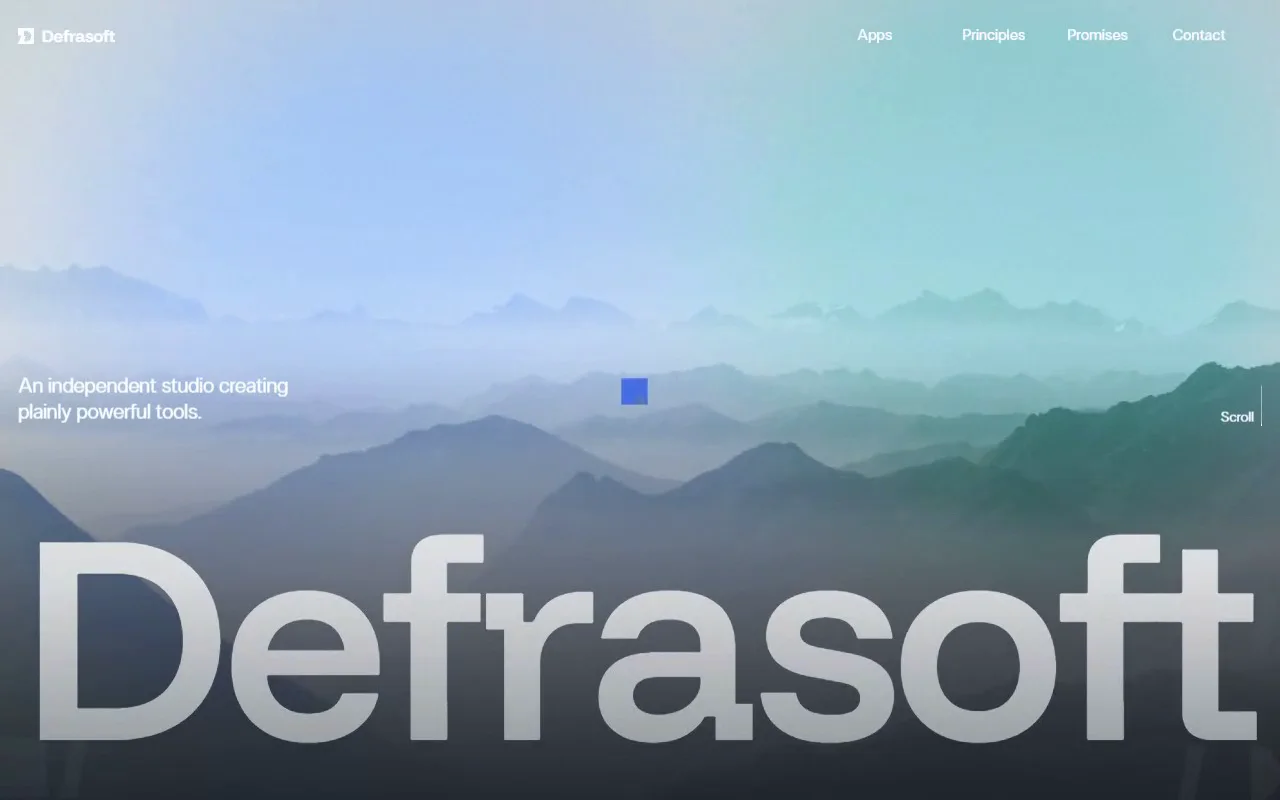 Defrasoft
Apps
Principles
Promises
Contact
An independent studio creating
plainly powerful tools.
Scroll
Defrasoft